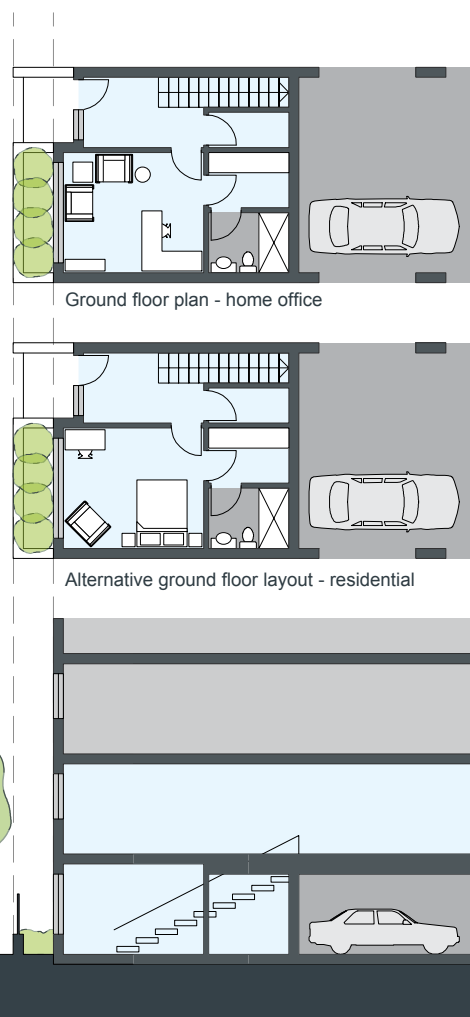 Ground floor plan - home office
Alternative ground floor layout - residential